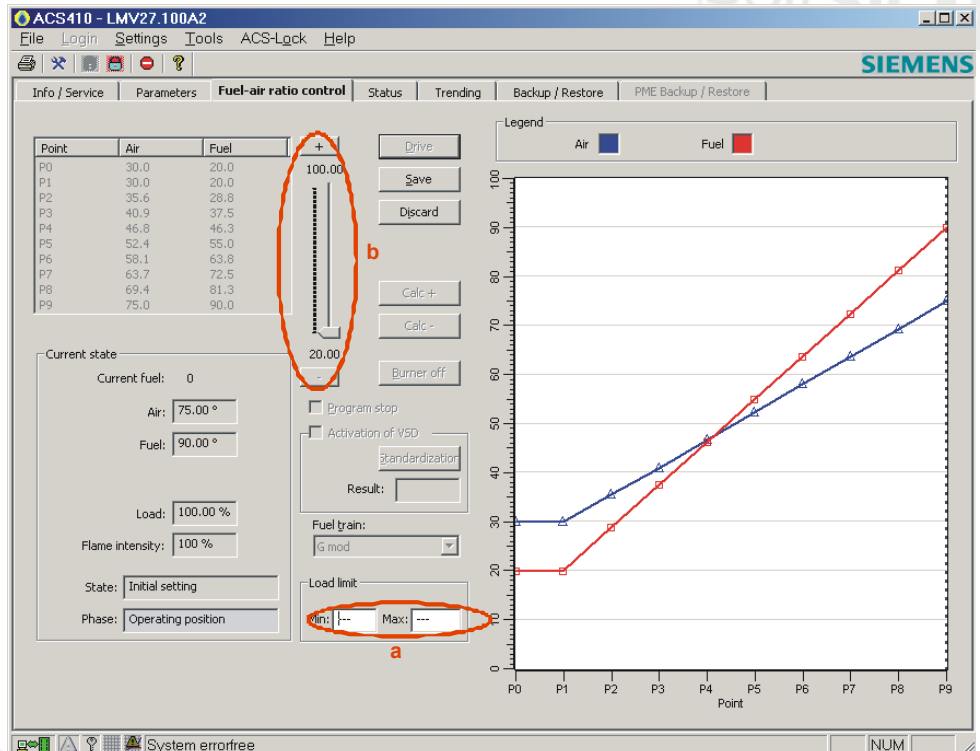 ACS410 - LMV27.100A2
File Login Settings Tools ACS-Lock Help
SIEMENS
Info / Service Parameters Fuel-air ratio control Status Trending Backup / Restore PME Backup / Restore
Point Air Fuel
P0 30.0 20.0
P1 30.0 20.0
P2 35.6 28.8
P3 40.9 37.5
P4 46.8 46.3
P5 52.4 55.0
P6 58.1 63.8
P7 63.7 72.5
P8 69.4 81.3
P9 75.0 90.0
+
100.00
b
20.00
-
Drive
Save
Discard
Calc +
Calc -
Burner off
Current state
Current fuel: 0
Air: 75.00 °
Fuel: 90.00 °
Load: 100.00 %
Flame intensity: 100 %
State: Initial setting
Phase: Operating position
Program stop
Activation of VSD
Standardization
Result:
Fuel train:
G mod
Load limit
Min: --- Max: ---
a
Legend
Air Fuel
100
90
80
70
60
50
40
30
20
10
0
P0 P1 P2 P3 P4 P5 P6 P7 P8 P9
Point
System errorfree
NUM